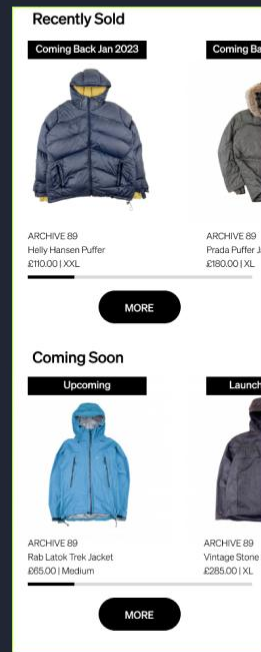 Recently Sold
Coming Back Jan 2023
Coming Ba
ARCHIVE 89
Helly Hansen Puffer
£110.00 | XXL
ARCHIVE 89
Prada Puffer J
£180.00 | XL
MORE
Coming Soon
Upcoming
Launch
ARCHIVE 89
Rab Latok Trek Jacket
£65.00 | Medium
ARCHIVE 89
Vintage Stone
£285.00 | XL
MORE